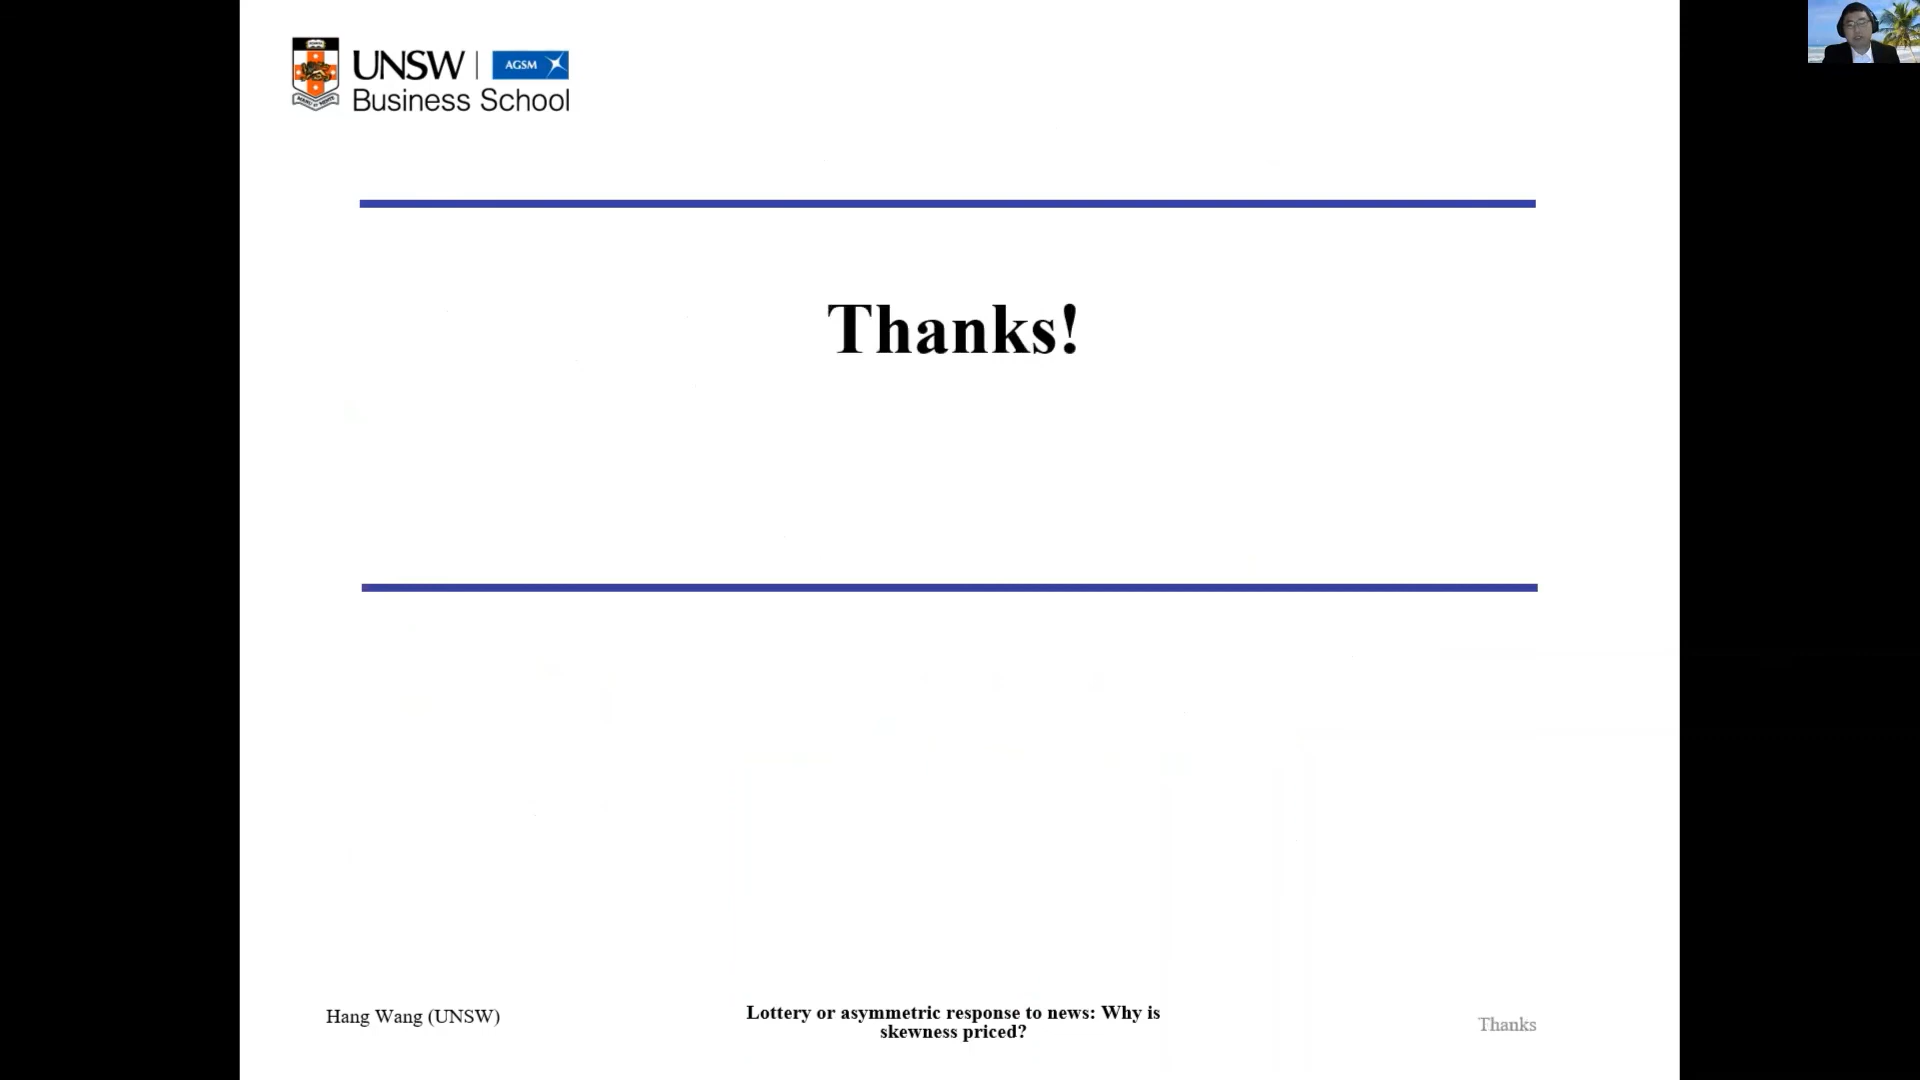 UNSW | AGSM
Business School
Thanks!
Hang Wang (UNSW)
Lottery or asymmetric response to news: Why is
skewness priced?
Thanks